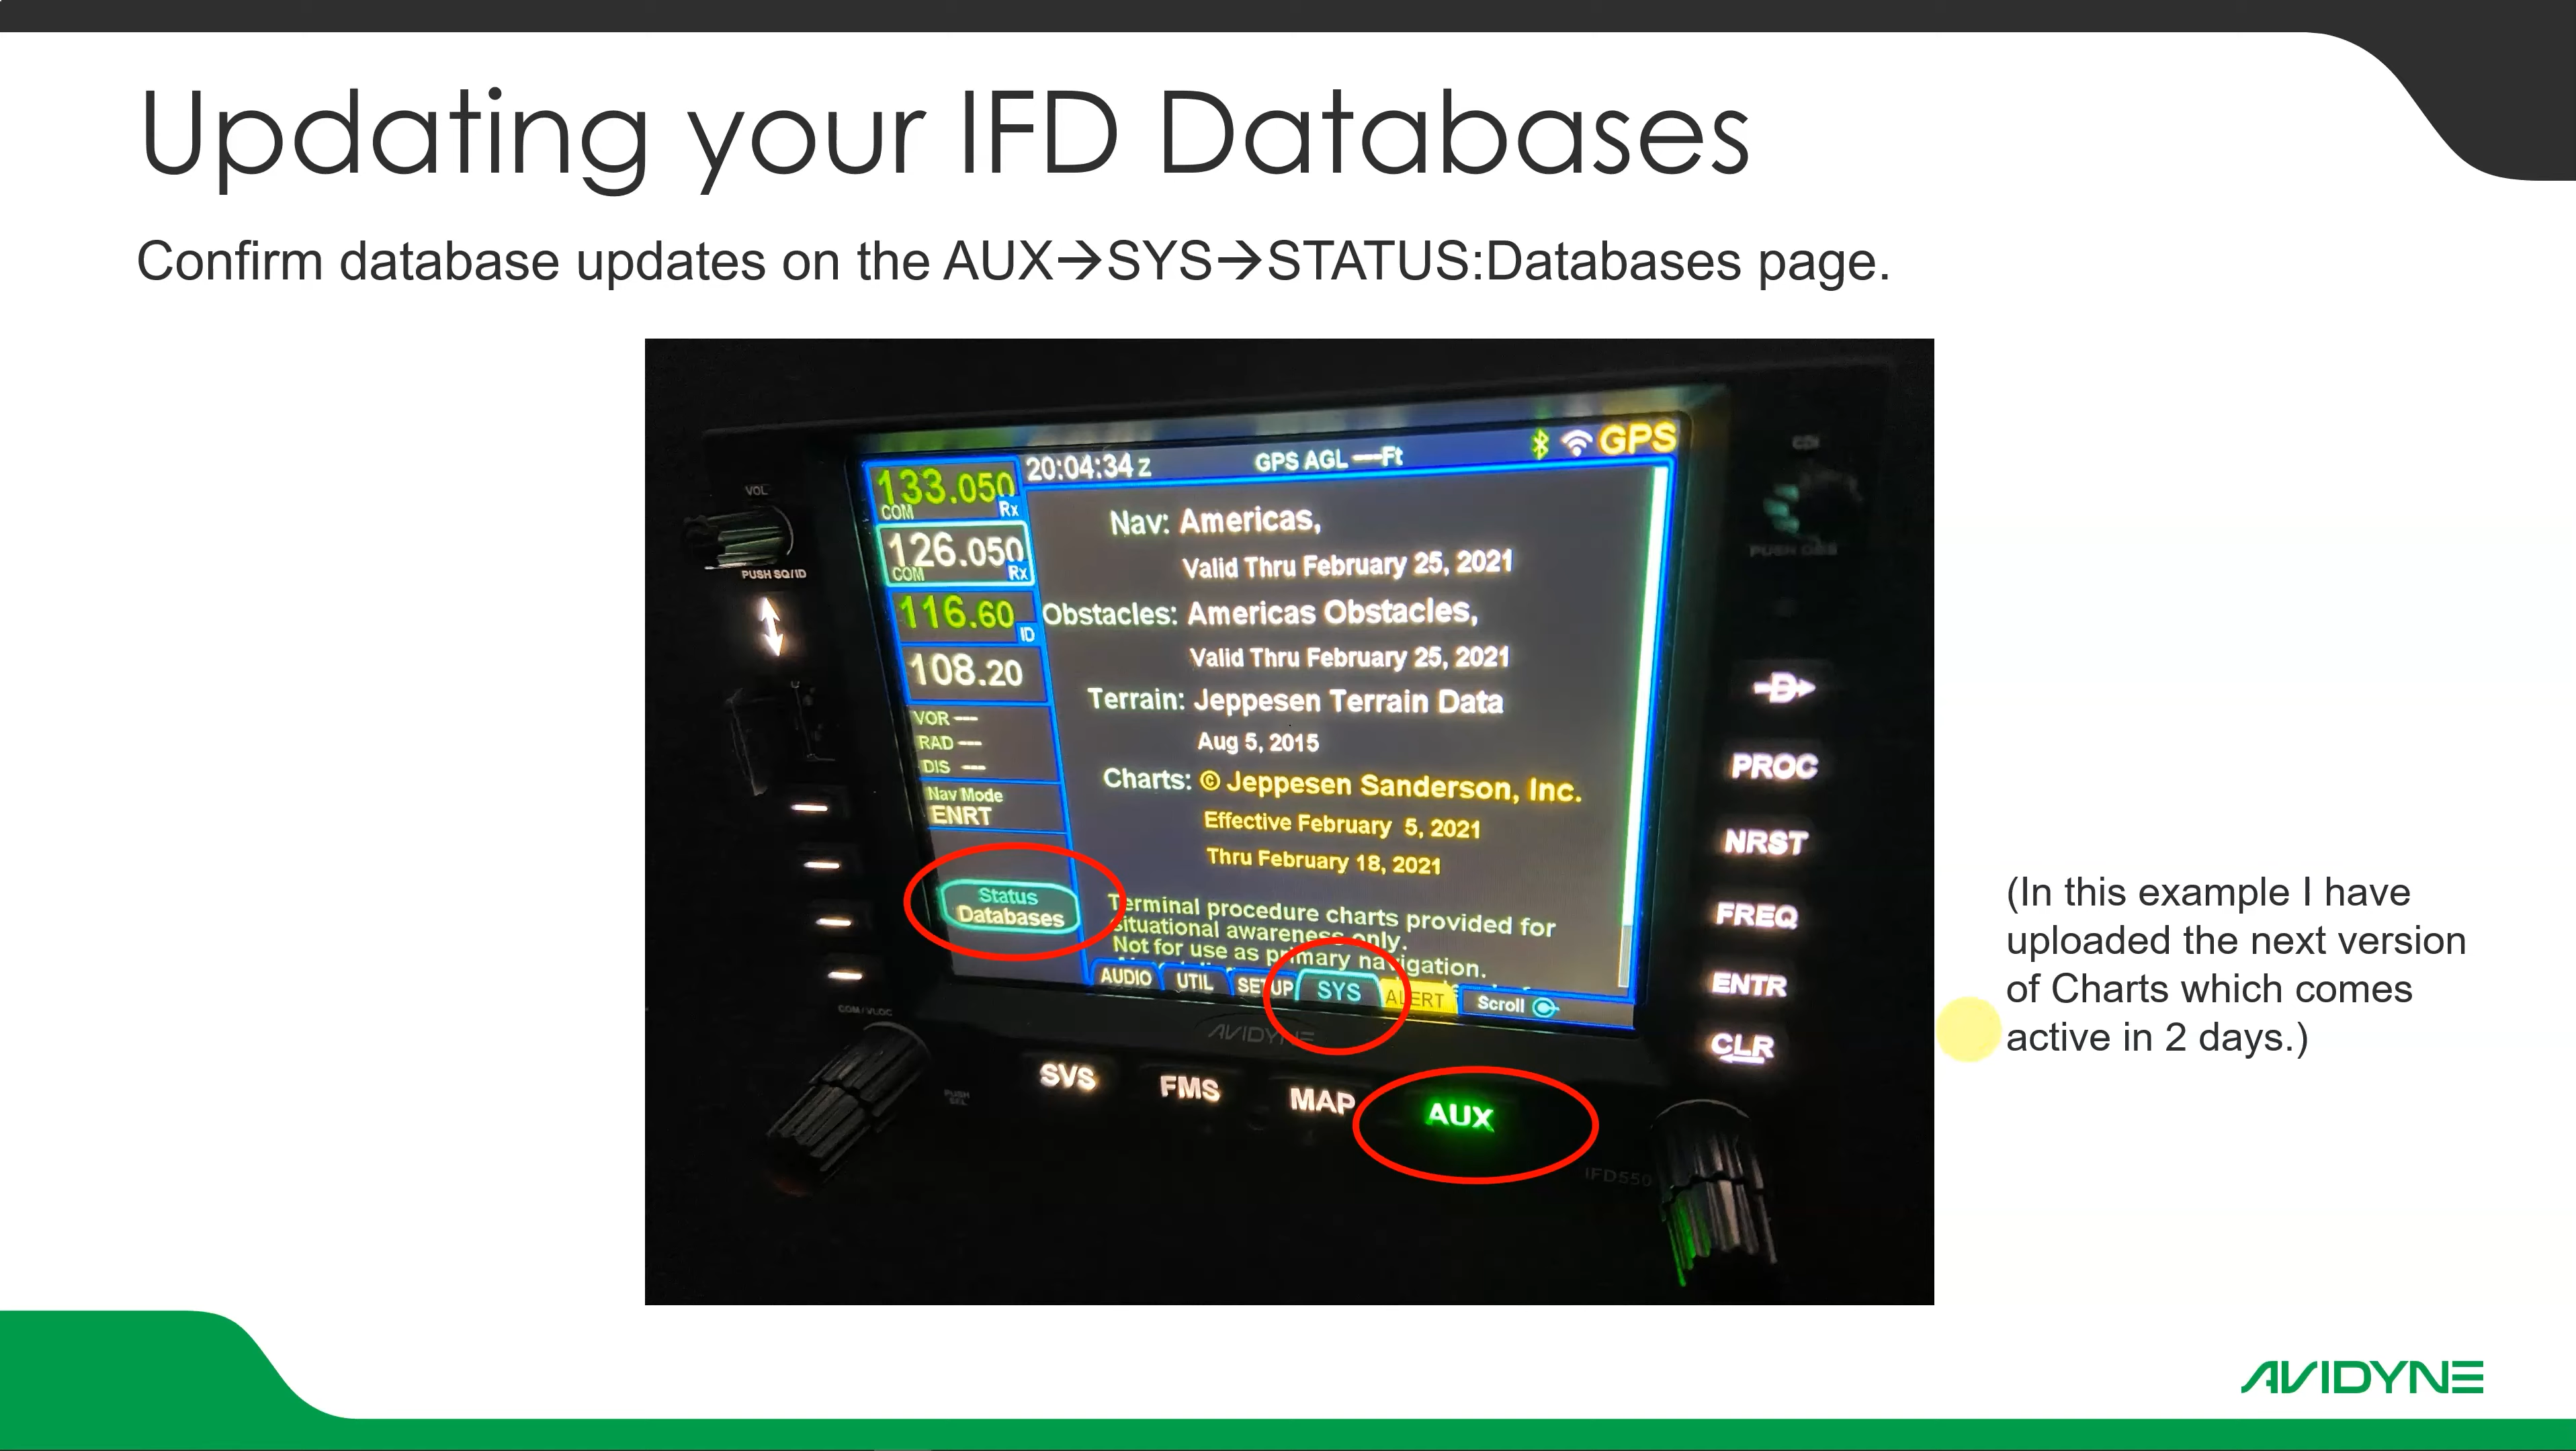 Updating your IFD Databases
Confirm database updates on the AUX→SYS→STATUS:Databases page.
VOL
PUSH SQ/ID
133.050
COM Rx
126.050
COM Rx
116.60
ID
108.20
VOR ---
RAD ---
DIS ---
Nav Mode
ENRT
Status
Databases
20:04:34 Z GPS AGL ---Ft GPS
Nav: Americas,
Valid Thru February 25, 2021
Obstacles: Americas Obstacles,
Valid Thru February 25, 2021
Terrain: Jeppesen Terrain Data
Aug 5, 2015
Charts: © Jeppesen Sanderson, Inc.
Effective February 5, 2021
Thru February 18, 2021
Terminal procedure charts provided for
situational awareness only.
Not for use as primary navigation.
AUDIO UTIL SETUP SYS ALERT Scroll
CDI
PUSH OBS
D
PROC
NRST
FREQ
ENTR
CLR
COM/VLOC
PUSH
SEL
AVIDYNE
SVS FMS MAP AUX
IFD550
(In this example I have
uploaded the next version
of Charts which comes
active in 2 days.)
AVIDYNE